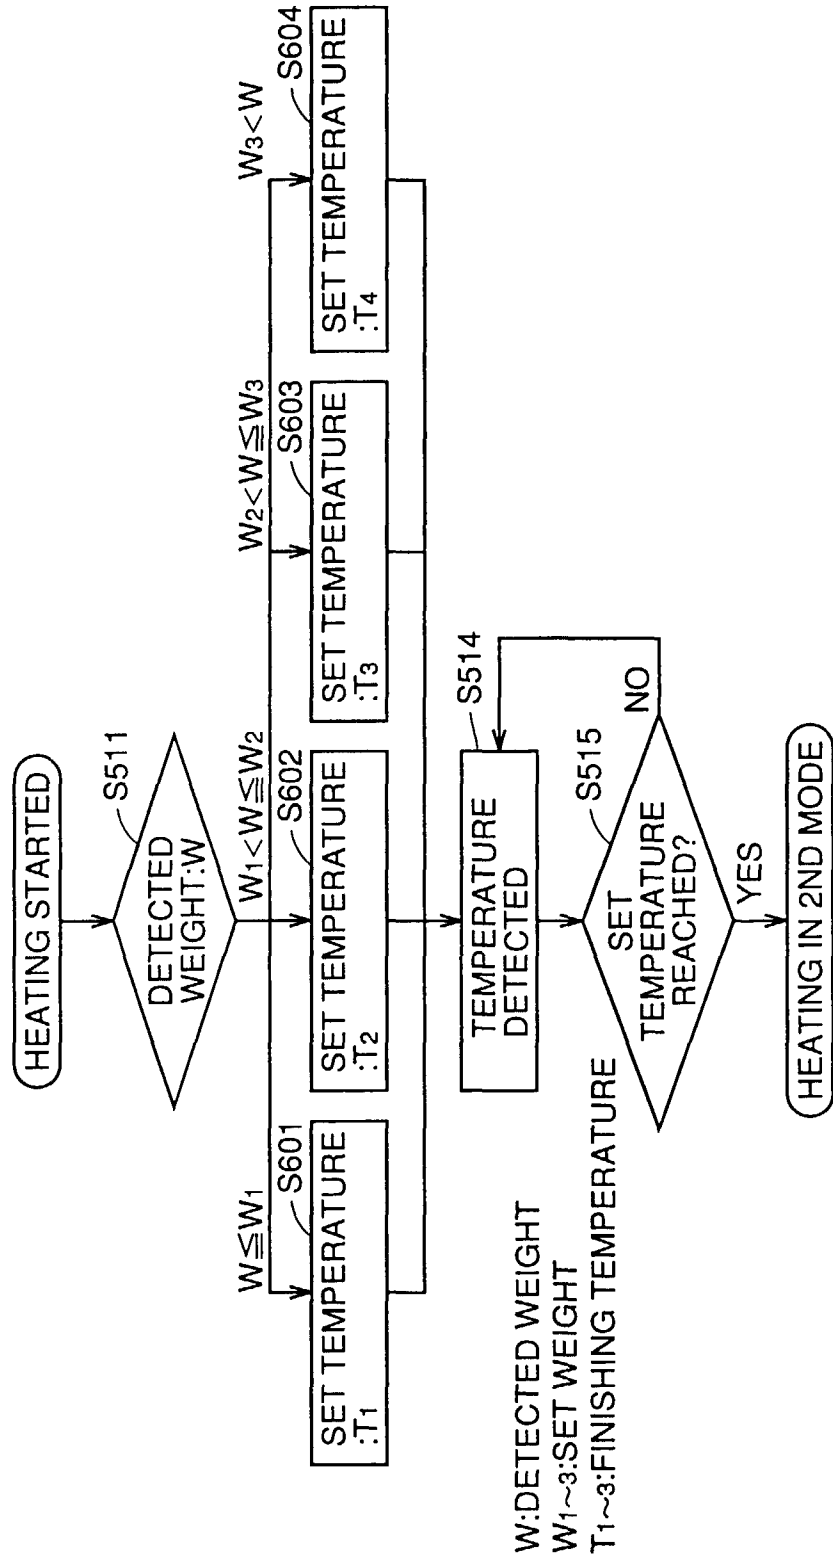 HEATING STARTED
S511
DETECTED
WEIGHT:W
W≦W1
W1<W≦W2
W2<W≦W3
W3<W
S601
SET TEMPERATURE
:T1
S602
SET TEMPERATURE
:T2
S603
SET TEMPERATURE
:T3
S604
SET TEMPERATURE
:T4
S514
TEMPERATURE
DETECTED
S515
SET
TEMPERATURE
REACHED?
NO
YES
HEATING IN 2ND MODE
W:DETECTED WEIGHT
W1~3:SET WEIGHT
T1~3:FINISHING TEMPERATURE